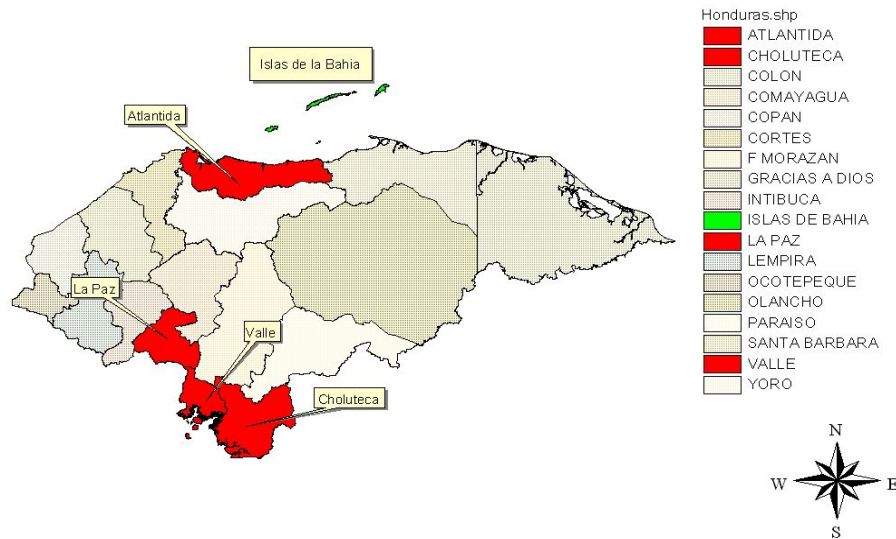 Honduras.shp
ATLANTIDA
CHOLUTECA
COLON
COMAYAGUA
COPAN
CORTES
F MORAZAN
GRACIAS A DIOS
INTIBUCA
ISLAS DE BAHIA
LA PAZ
LEMPIRA
OCOTEPEQUE
OLANCHO
PARAISO
SANTA BARBARA
VALLE
YORO
Islas de la Bahia
Atlantida
La Paz
Valle
Choluteca
N
W E
S